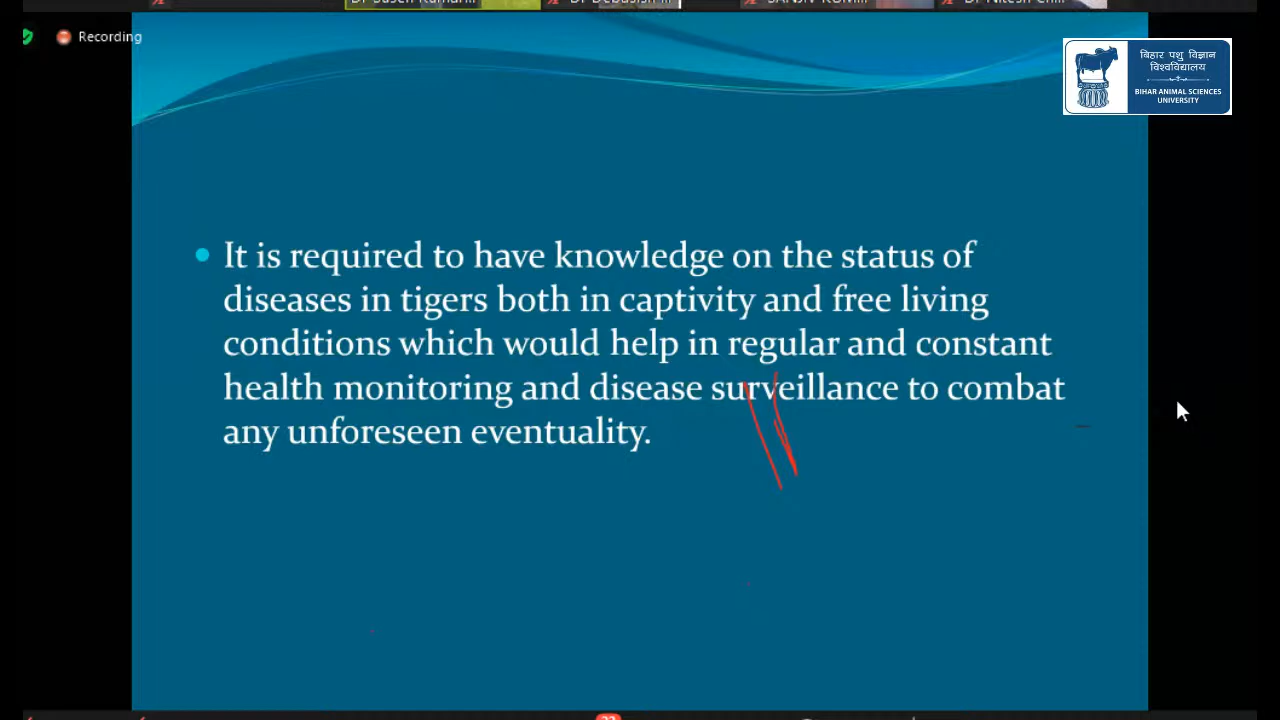 Recording
बिहार पशु विज्ञान
विश्वविद्यालय
BIHAR ANIMAL SCIENCES
UNIVERSITY
It is required to have knowledge on the status of
diseases in tigers both in captivity and free living
conditions which would help in regular and constant
health monitoring and disease surveillance to combat
any unforeseen eventuality.